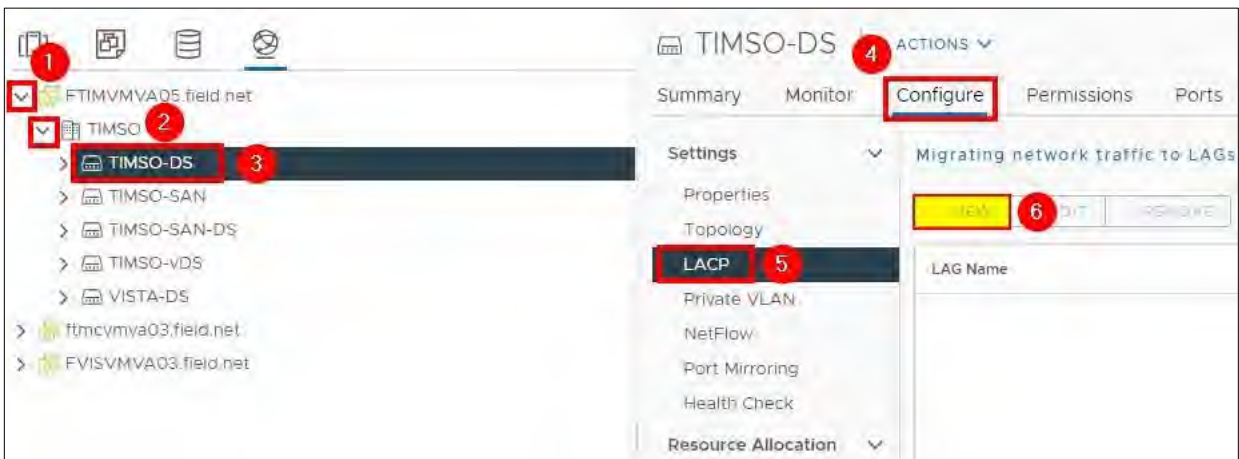 1
FTIMVMVA05.field.net
TIMSO 2
TIMSO-DS 3
TIMSO-SAN
TIMSO-SAN-DS
TIMSO-vDS
VISTA-DS
ftmcvmva03.field.net
FVISVMVA03.field.net
TIMSO-DS 4 ACTIONS
Summary Monitor Configure Permissions Ports
Settings
Properties
Topology
LACP 5
Private VLAN
NetFlow
Port Mirroring
Health Check
Resource Allocation
Migrating network traffic to LAGs
NEW 6 DIT REMOVE
LAG Name